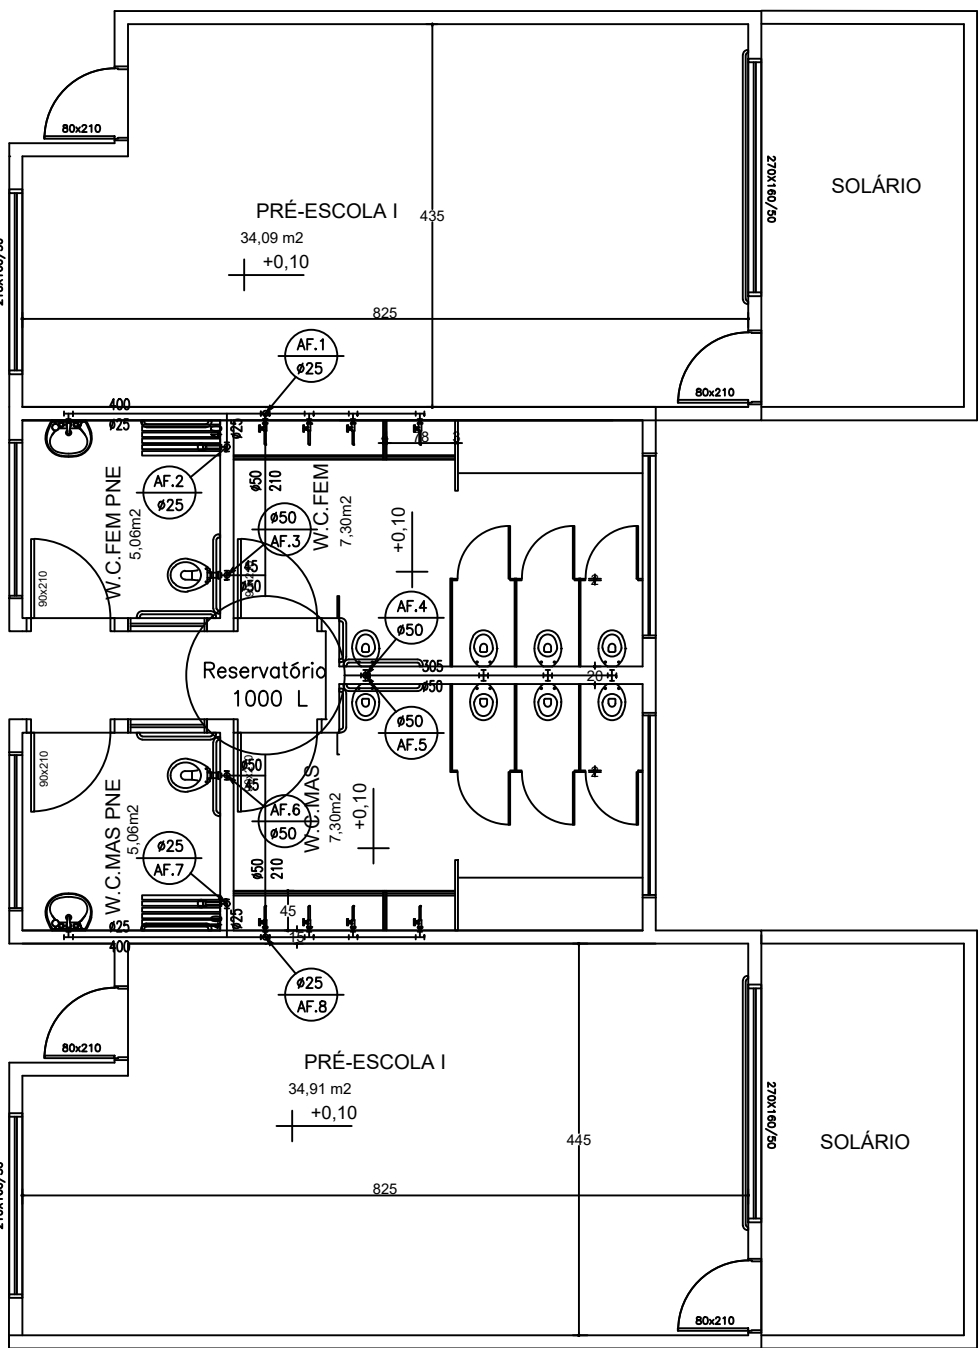 80x210
PRÉ-ESCOLA I
34,09 m2
+0,10
435
825
270X160/50
SOLÁRIO
80x210
AF.1
ø25
400
ø25
ø25
78
3
AF.2
ø25
W.C.FEM PNE
5,06m2
90x210
ø50
210
W.C.FEM
7,30m2
+0,10
ø50
AF.3
45
ø50
AF.4
ø50
Reservatório
1000 L
305
ø50
20
2
ø50
AF.5
90x210
ø50
45
AF.6
ø50
W.C.MAS
7,30m2
+0,10
2
W.C.MAS PNE
5,06m2
ø25
AF.7
ø50
210
45
15
ø25
ø25
400
ø25
AF.8
80x210
PRÉ-ESCOLA I
34,91 m2
+0,10
445
825
270X160/50
SOLÁRIO
80x210